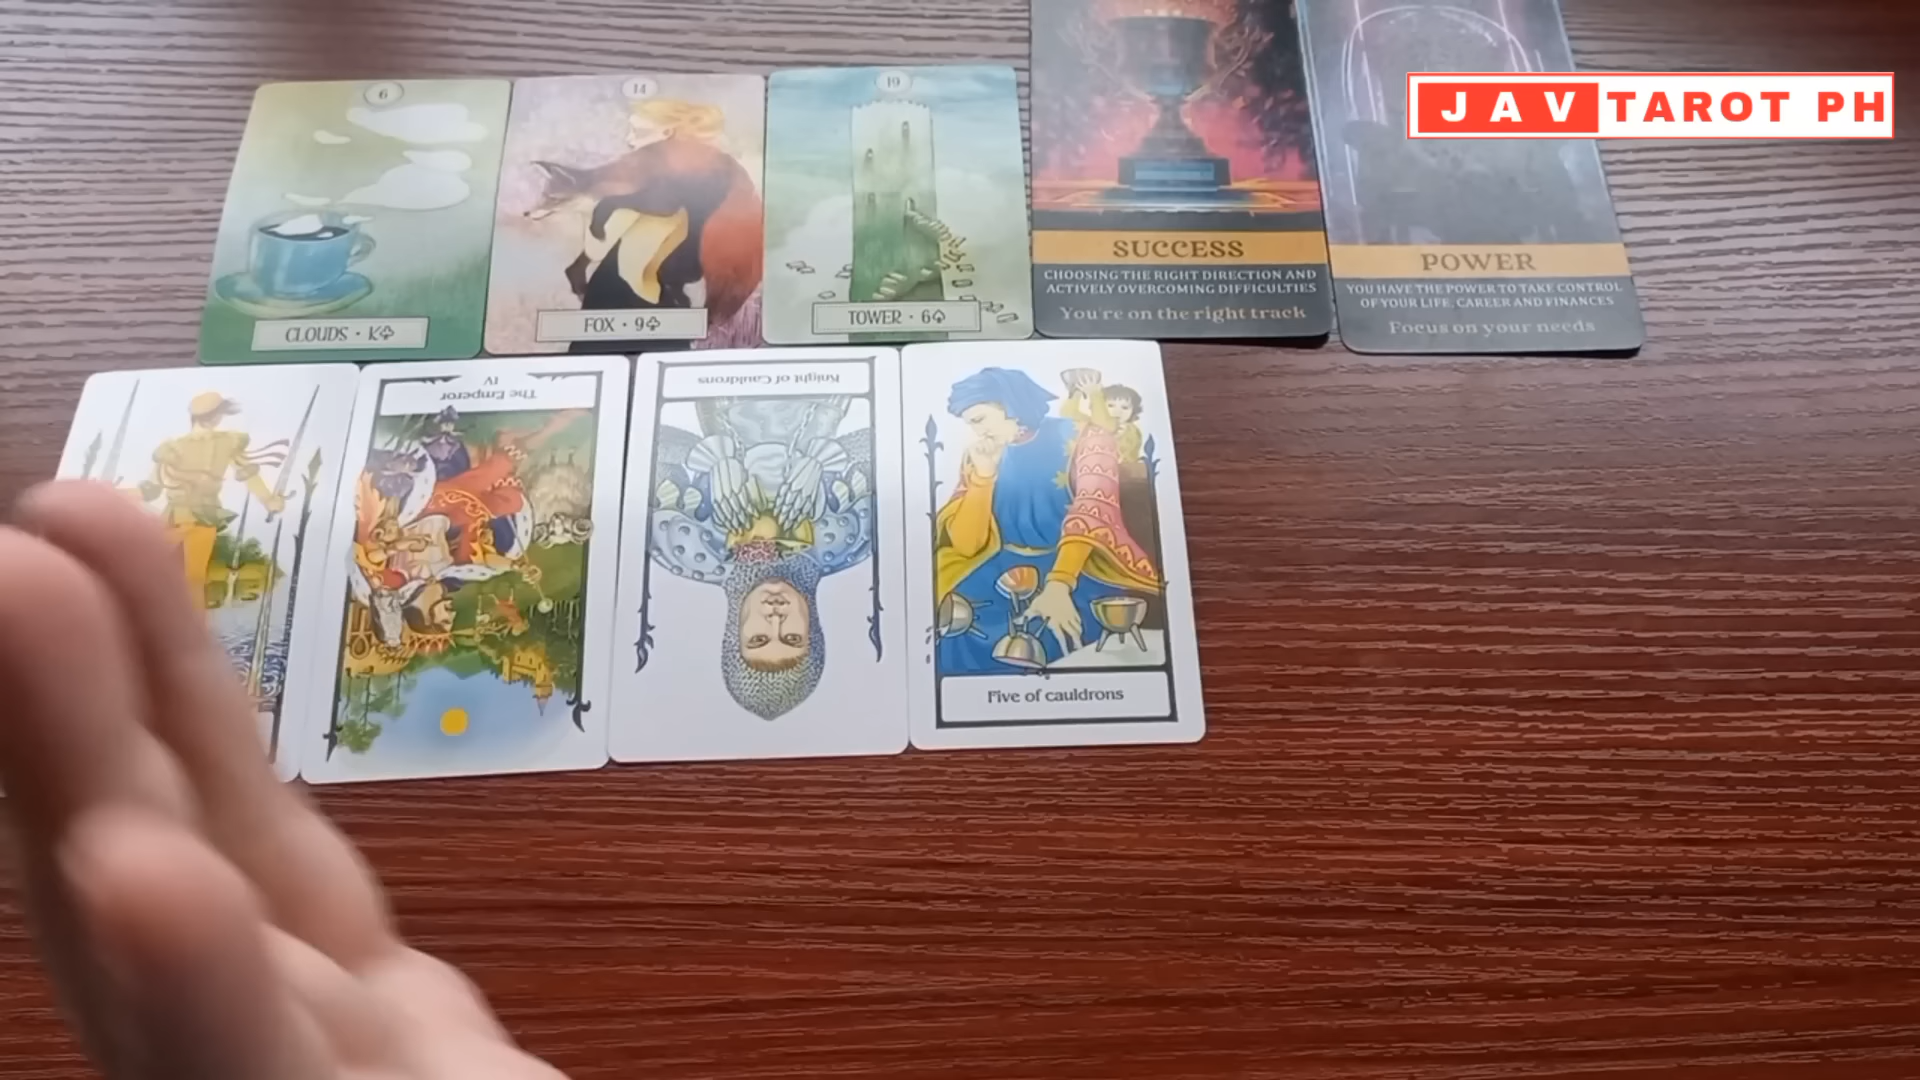 6
14
19
JAV TAROT PH
CLOUDS • K♣
FOX • 9♣
TOWER • 6♠
SUCCESS
CHOOSING THE RIGHT DIRECTION AND
ACTIVELY OVERCOMING DIFFICULTIES
You're on the right track
POWER
YOU HAVE THE POWER TO TAKE CONTROL
OF YOUR LIFE, CAREER AND FINANCES
Focus on your needs
IV
The Emperor
Knight of Cauldrons
Five of cauldrons